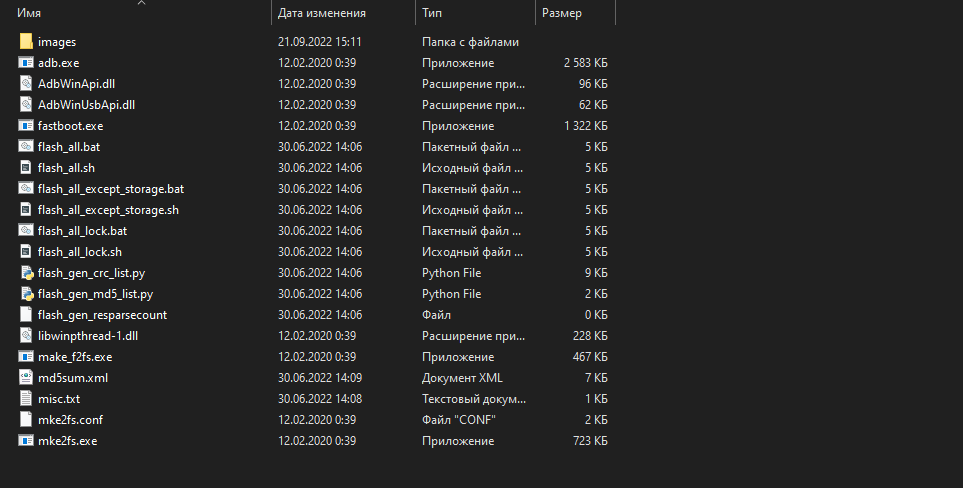 Имя Дата изменения Тип Размер
images 21.09.2022 15:11 Папка с файлами
adb.exe 12.02.2020 0:39 Приложение 2 583 КБ
AdbWinApi.dll 12.02.2020 0:39 Расширение при... 96 КБ
AdbWinUsbApi.dll 12.02.2020 0:39 Расширение при... 62 КБ
fastboot.exe 12.02.2020 0:39 Приложение 1 322 КБ
flash_all.bat 30.06.2022 14:06 Пакетный файл ... 5 КБ
flash_all.sh 30.06.2022 14:06 Исходный файл ... 5 КБ
flash_all_except_storage.bat 30.06.2022 14:06 Пакетный файл ... 5 КБ
flash_all_except_storage.sh 30.06.2022 14:06 Исходный файл ... 5 КБ
flash_all_lock.bat 30.06.2022 14:06 Пакетный файл ... 5 КБ
flash_all_lock.sh 30.06.2022 14:06 Исходный файл ... 5 КБ
flash_gen_crc_list.py 30.06.2022 14:06 Python File 9 КБ
flash_gen_md5_list.py 30.06.2022 14:06 Python File 2 КБ
flash_gen_resparsecount 30.06.2022 14:06 Файл 0 КБ
libwinpthread-1.dll 12.02.2020 0:39 Расширение при... 228 КБ
make_f2fs.exe 12.02.2020 0:39 Приложение 467 КБ
md5sum.xml 30.06.2022 14:09 Документ XML 7 КБ
misc.txt 30.06.2022 14:08 Текстовый докум... 1 КБ
mke2fs.conf 12.02.2020 0:39 Файл "CONF" 2 КБ
mke2fs.exe 12.02.2020 0:39 Приложение 723 КБ